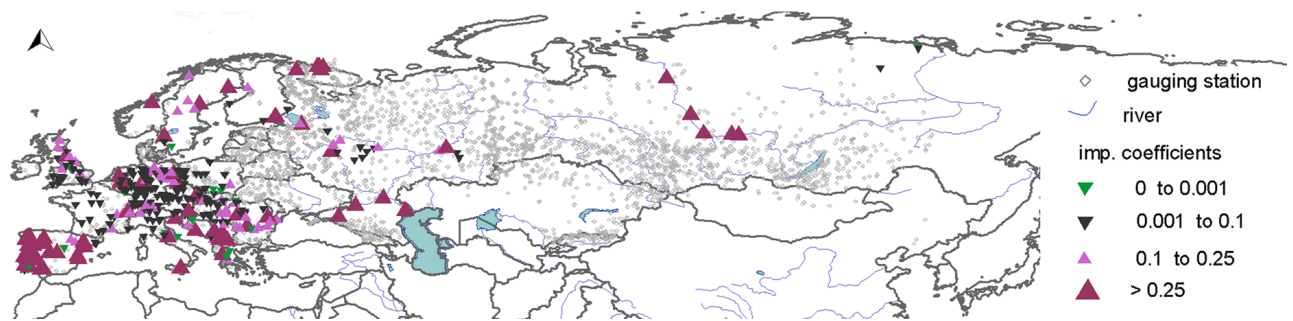 gauging station
river
imp. coefficients
0 to 0.001
0.001 to 0.1
0.1 to 0.25
> 0.25